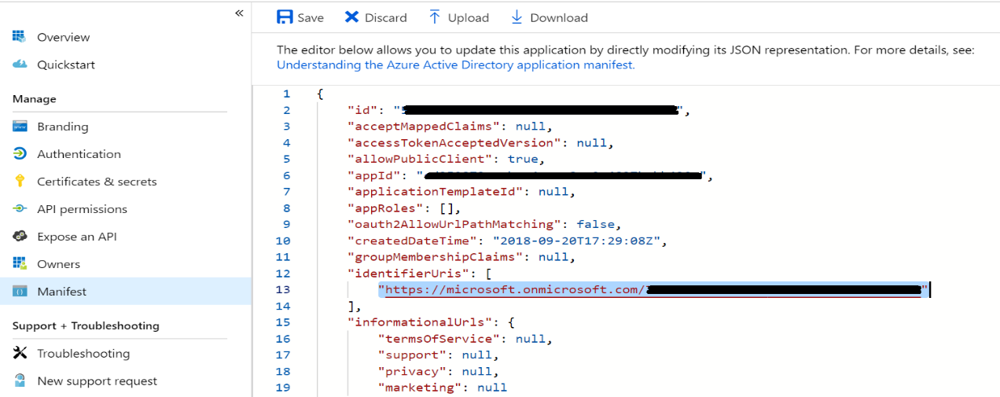 «
Overview
Quickstart
Manage
Branding
Authentication
Certificates & secrets
API permissions
Expose an API
Owners
Manifest
Support + Troubleshooting
Troubleshooting
New support request
Save Discard Upload Download
The editor below allows you to update this application by directly modifying its JSON representation. For more details, see:
Understanding the Azure Active Directory application manifest.
1 {
2 "id": "",
3 "acceptMappedClaims": null,
4 "accessTokenAcceptedVersion": null,
5 "allowPublicClient": true,
6 "appId": "",
7 "applicationTemplateId": null,
8 "appRoles": [],
9 "oauth2AllowUrlPathMatching": false,
10 "createdDateTime": "2018-09-20T17:29:08Z",
11 "groupMembershipClaims": null,
12 "identifierUris": [
13 "https://microsoft.onmicrosoft.com/"
14 ],
15 "informationalUrls": {
16 "termsOfService": null,
17 "support": null,
18 "privacy": null,
19 "marketing": null